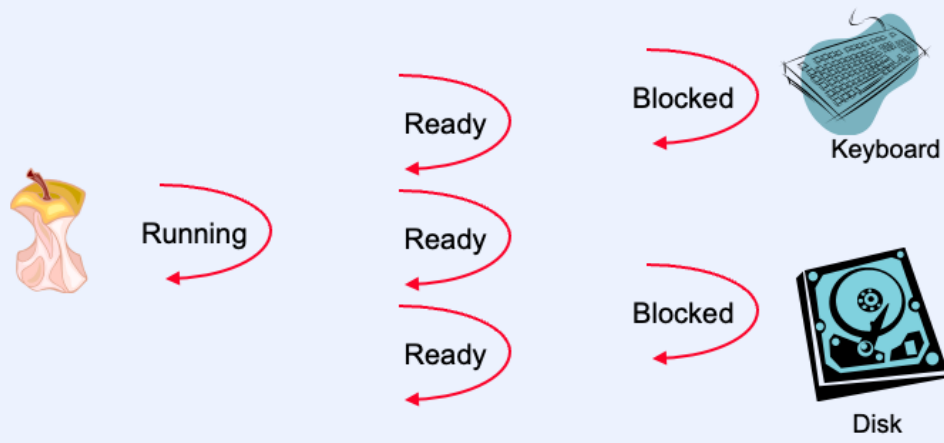 Running
Ready
Ready
Ready
Blocked
Keyboard
Blocked
Disk